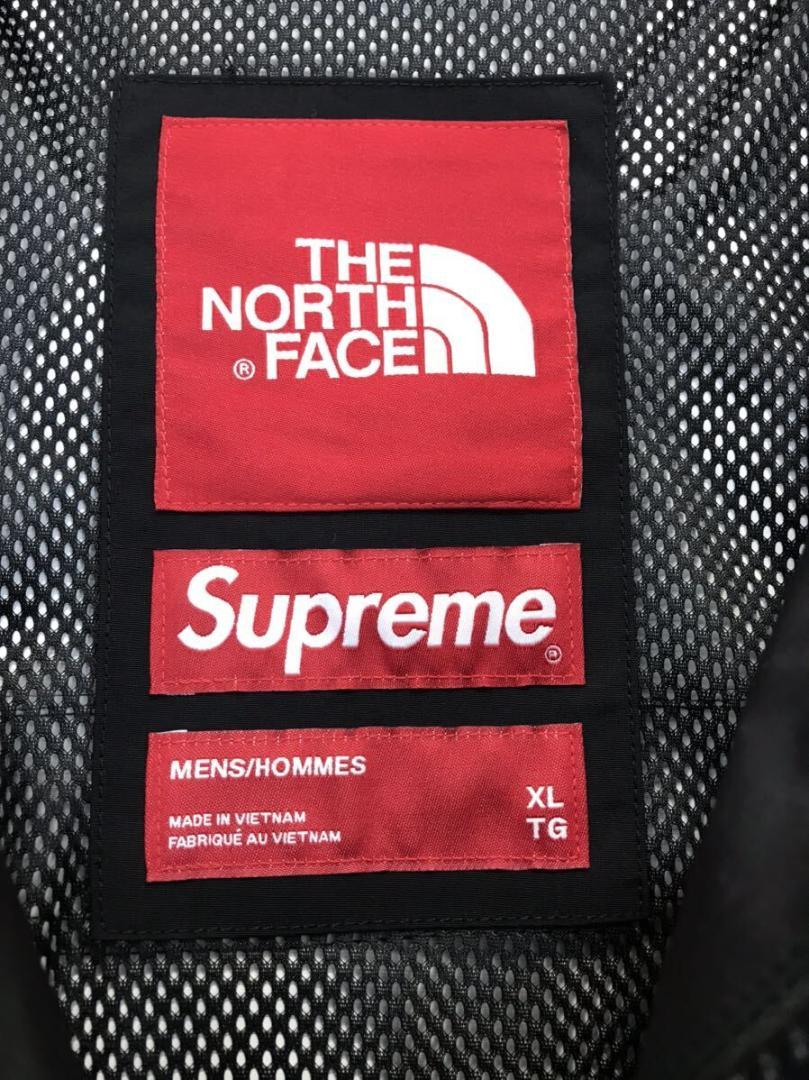 THE
NORTH
® FACE
Supreme ®
MENS/HOMMES
MADE IN VIETNAM
FABRIQUÉ AU VIETNAM
XL
TG